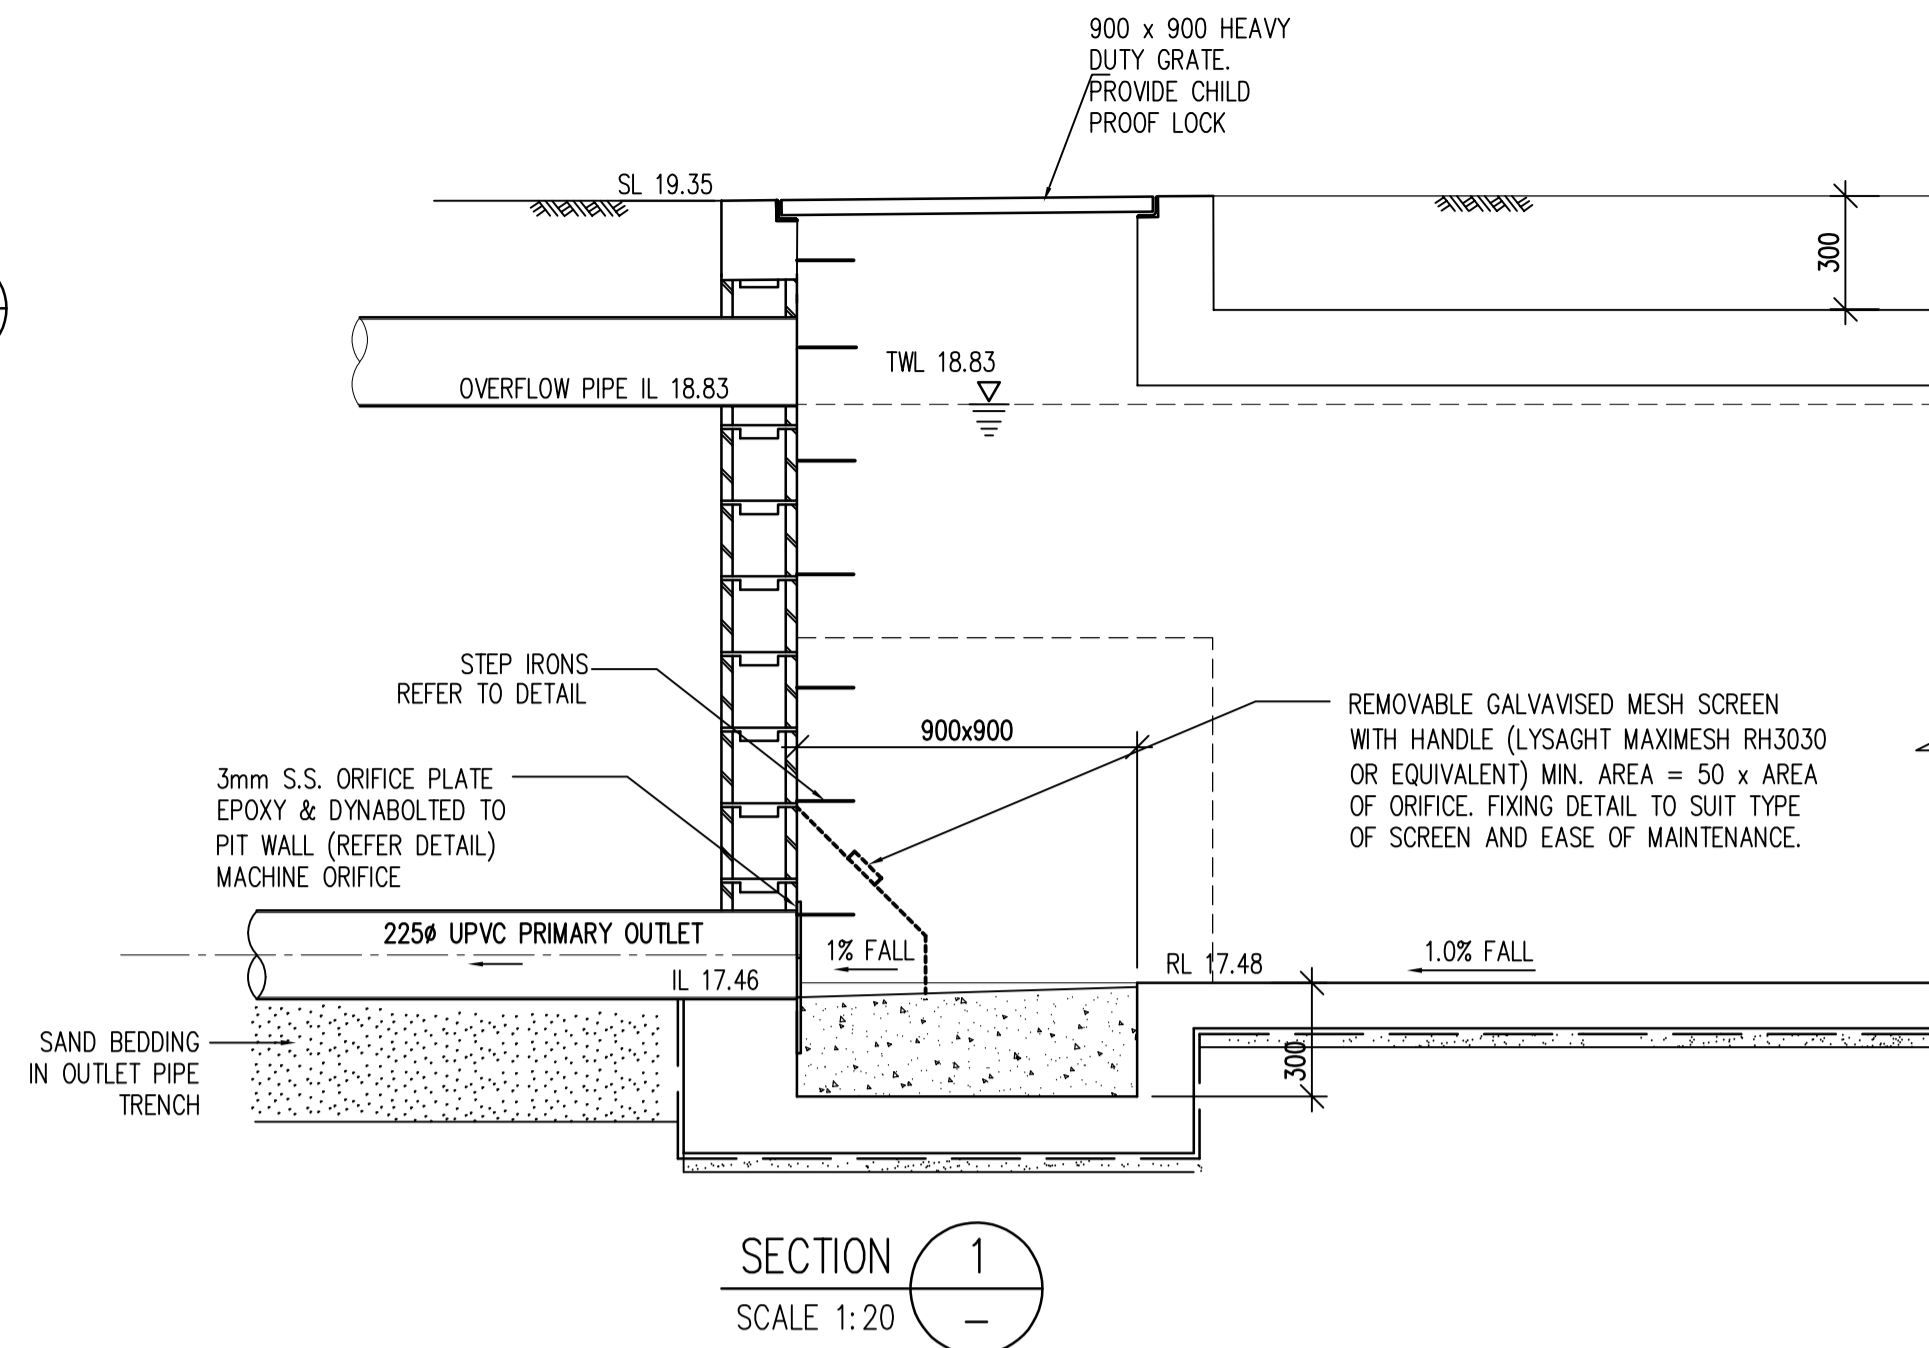 900 x 900 HEAVY
DUTY GRATE.
PROVIDE CHILD
PROOF LOCK
SL 19.35
300
TWL 18.83
OVERFLOW PIPE IL 18.83
STEP IRONS
REFER TO DETAIL
900x900
REMOVABLE GALVAVISED MESH SCREEN
WITH HANDLE (LYSAGHT MAXIMESH RH3030
OR EQUIVALENT) MIN. AREA = 50 x AREA
OF ORIFICE. FIXING DETAIL TO SUIT TYPE
OF SCREEN AND EASE OF MAINTENANCE.
3mm S.S. ORIFICE PLATE
EPOXY & DYNABOLTED TO
PIT WALL (REFER DETAIL)
MACHINE ORIFICE
225ø UPVC PRIMARY OUTLET
1% FALL
1.0% FALL
IL 17.46
RL 17.48
SAND BEDDING
IN OUTLET PIPE
TRENCH
300
SECTION 1
SCALE 1:20 –